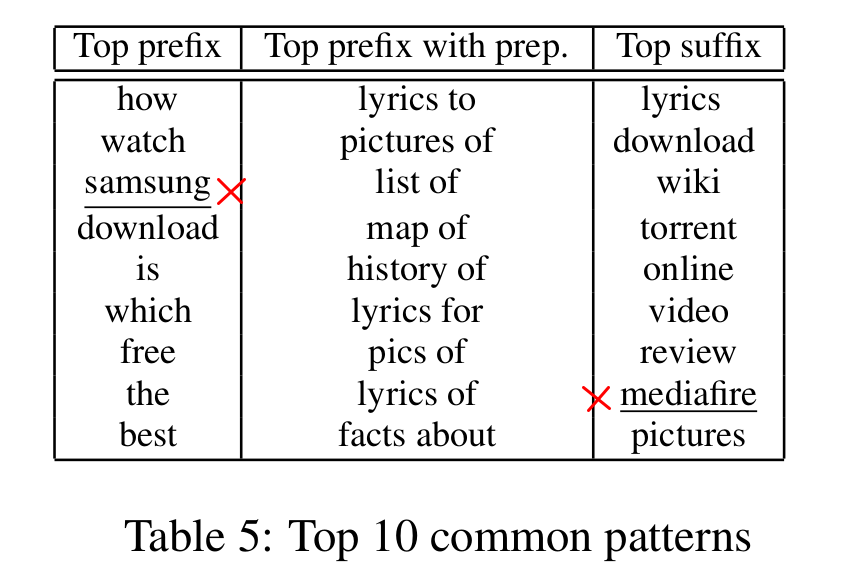 Top prefix Top prefix with prep. Top suffix
how lyrics to lyrics
watch pictures of download
samsung list of wiki
download map of torrent
is history of online
which lyrics for video
free pics of review
the lyrics of mediafire
best facts about pictures
Table 5: Top 10 common patterns